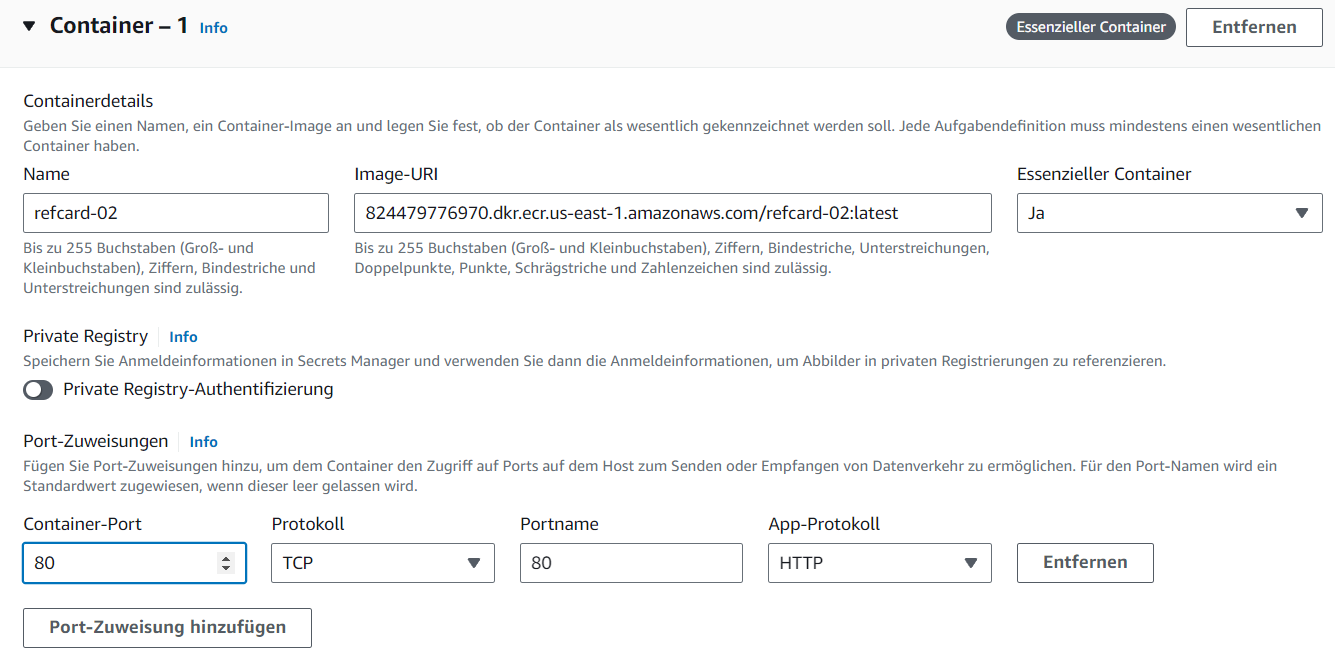 Container – 1 Info
Essenzieller Container
Entfernen
Containerdetails
Geben Sie einen Namen, ein Container-Image an und legen Sie fest, ob der Container als wesentlich gekennzeichnet werden soll. Jede Aufgabendefinition muss mindestens einen wesentlichen
Container haben.
Name
refcard-02
Bis zu 255 Buchstaben (Groß- und
Kleinbuchstaben), Ziffern, Bindestriche und
Unterstreichungen sind zulässig.
Image-URI
824479776970.dkr.ecr.us-east-1.amazonaws.com/refcard-02:latest
Bis zu 255 Buchstaben (Groß- und Kleinbuchstaben), Ziffern, Bindestriche, Unterstreichungen,
Doppelpunkte, Punkte, Schrägstriche und Zahlenzeichen sind zulässig.
Essenzieller Container
Ja
Private Registry Info
Speichern Sie Anmeldeinformationen in Secrets Manager und verwenden Sie dann die Anmeldeinformationen, um Abbilder in privaten Registrierungen zu referenzieren.
Private Registry-Authentifizierung
Port-Zuweisungen Info
Fügen Sie Port-Zuweisungen hinzu, um dem Container den Zugriff auf Ports auf dem Host zum Senden oder Empfangen von Datenverkehr zu ermöglichen. Für den Port-Namen wird ein
Standardwert zugewiesen, wenn dieser leer gelassen wird.
Container-Port
80
Protokoll
TCP
Portname
80
App-Protokoll
HTTP
Entfernen
Port-Zuweisung hinzufügen